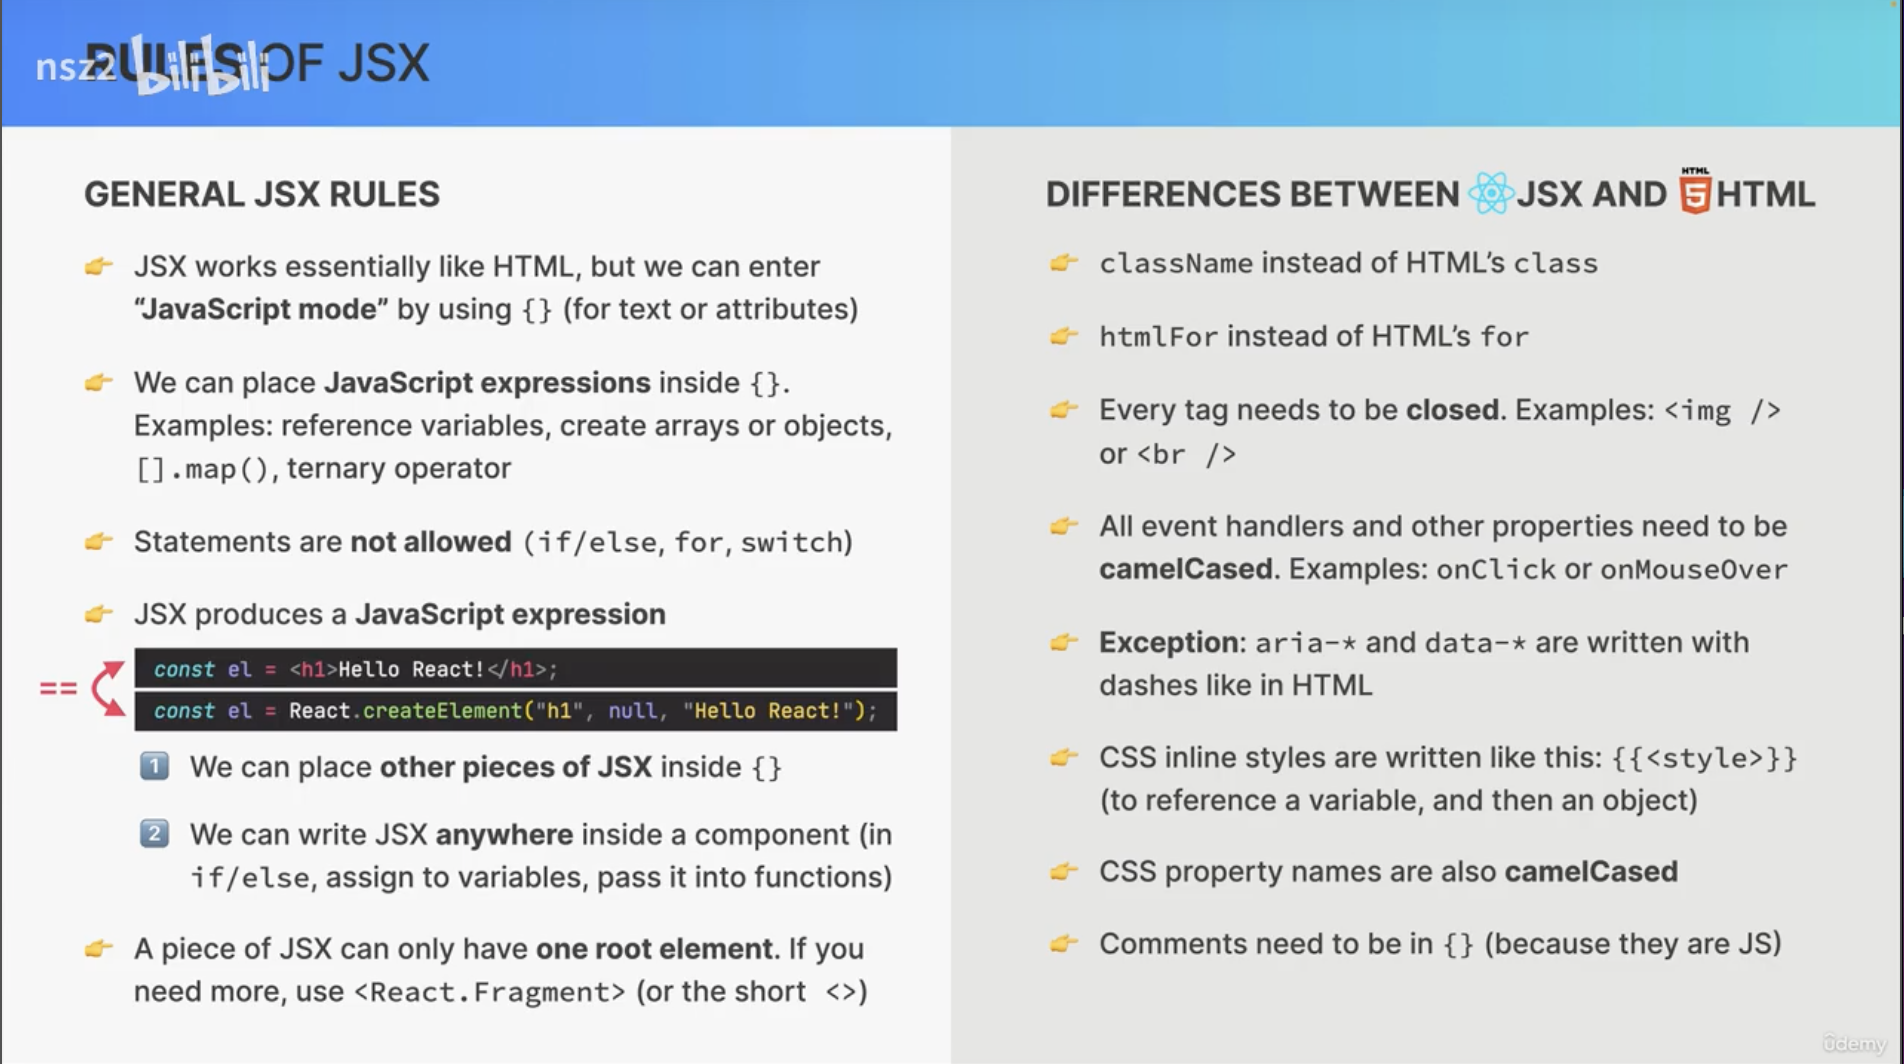 RULES OF JSX
nsz2 bilibili
GENERAL JSX RULES
JSX works essentially like HTML, but we can enter
“JavaScript mode” by using {} (for text or attributes)
We can place JavaScript expressions inside {}.
Examples: reference variables, create arrays or objects,
[].map(), ternary operator
Statements are not allowed (if/else, for, switch)
JSX produces a JavaScript expression
==
const el = <h1>Hello React!</h1>;
const el = React.createElement("h1", null, "Hello React!");
1 We can place other pieces of JSX inside {}
2 We can write JSX anywhere inside a component (in
if/else, assign to variables, pass it into functions)
A piece of JSX can only have one root element. If you
need more, use <React.Fragment> (or the short <>)
DIFFERENCES BETWEEN JSX AND HTML 5 HTML
className instead of HTML’s class
htmlFor instead of HTML’s for
Every tag needs to be closed. Examples: <img />
or <br />
All event handlers and other properties need to be
camelCased. Examples: onClick or onMouseOver
Exception: aria-* and data-* are written with
dashes like in HTML
CSS inline styles are written like this: {{<style>}}
(to reference a variable, and then an object)
CSS property names are also camelCased
Comments need to be in {} (because they are JS)
ûdemy